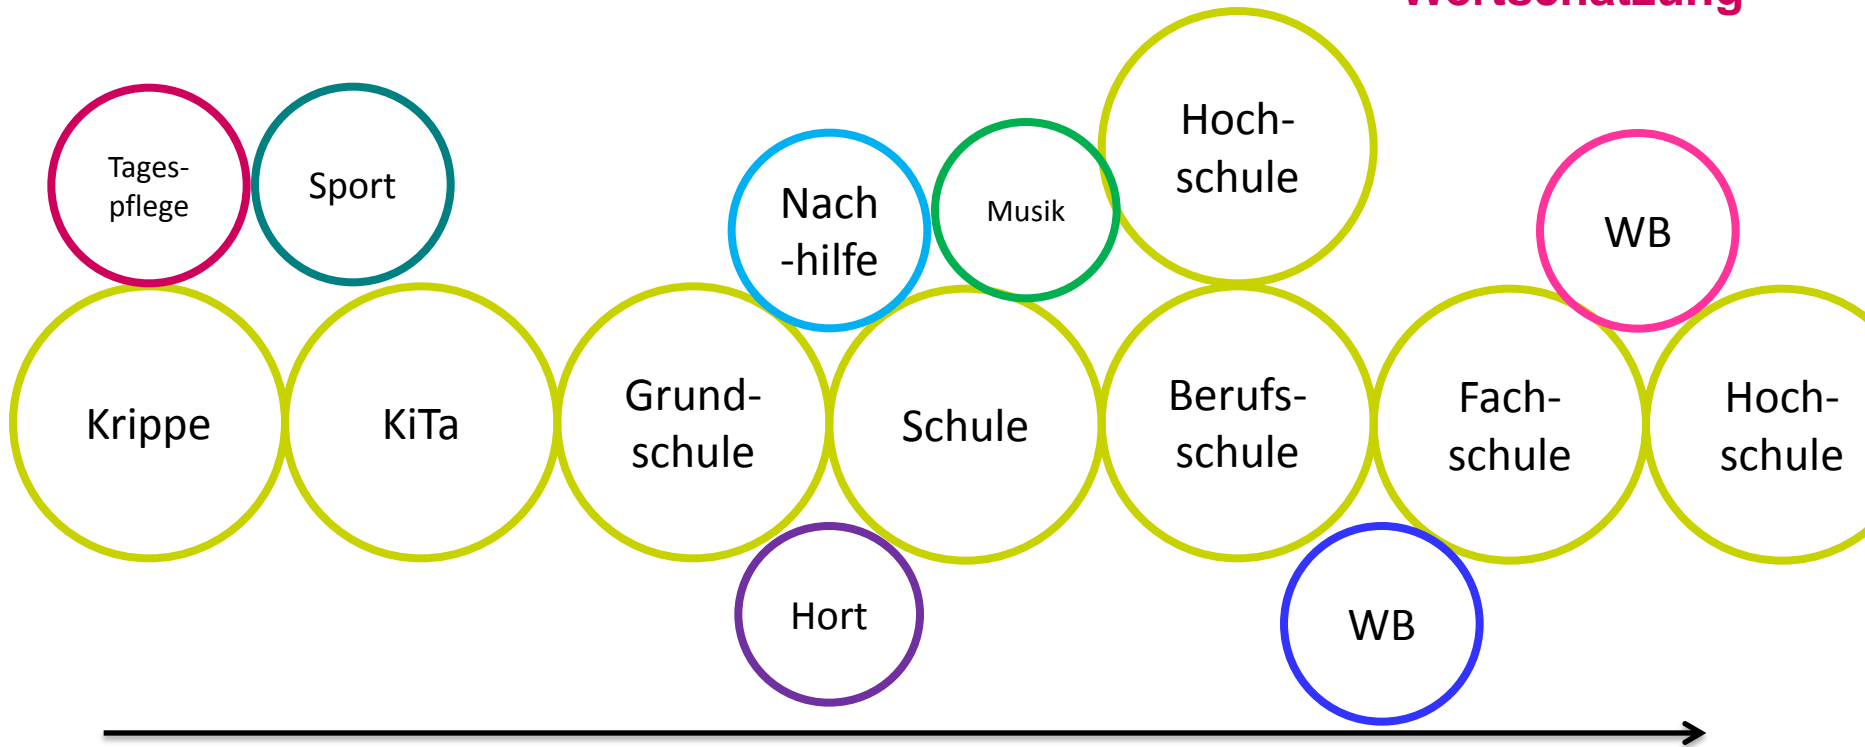 Tages-
pflege
Sport
Nach
-hilfe
Musik
Hoch-
schule
WB
Krippe
KiTa
Grund-
schule
Schule
Berufs-
schule
Fach-
schule
Hoch-
schule
Hort
WB